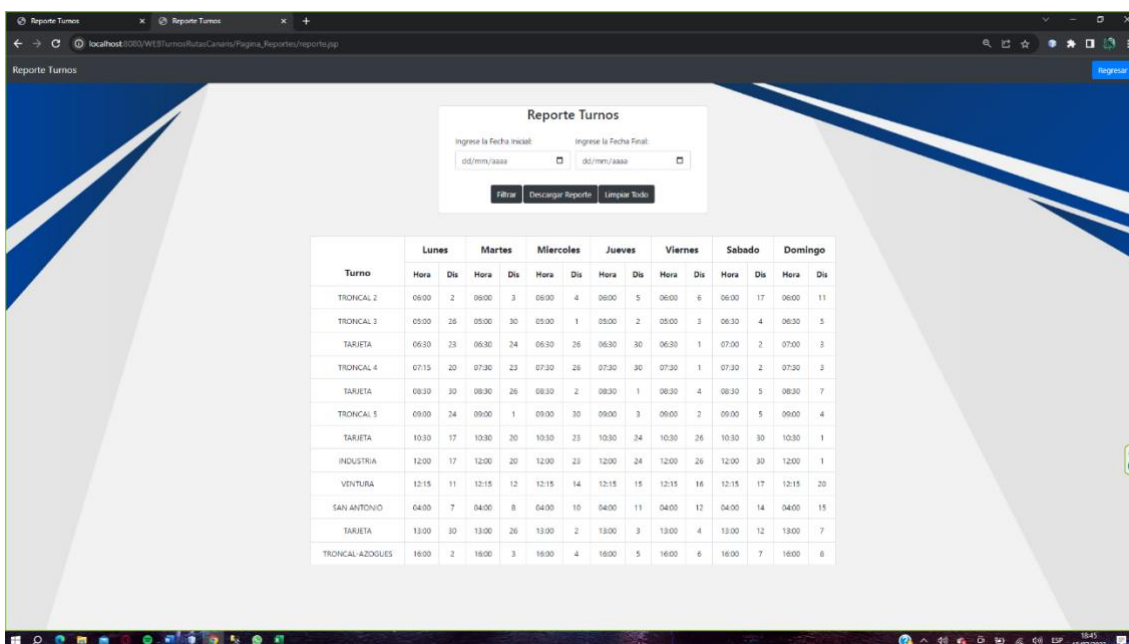 Reporte Turnos × Reporte Turnos × +
localhost:8080/WEBTurnosRutasCanaris/Pagina_Reportes/reporte.jsp
Reporte Turnos Regresar
Reporte Turnos
Ingrese la Fecha Inicial: Ingrese la Fecha Final:
dd/mm/aaaa dd/mm/aaaa
Filtrar Descargar Reporte Limpiar Todo
Lunes Martes Miercoles Jueves Viernes Sabado Domingo
Turno Hora Dis Hora Dis Hora Dis Hora Dis Hora Dis Hora Dis Hora Dis
TRONCAL 2 06:00 2 06:00 3 06:00 4 06:00 5 06:00 6 06:00 17 06:00 11
TRONCAL 3 05:00 26 05:00 30 05:00 1 05:00 2 05:00 3 06:30 4 06:30 5
TARJETA 06:30 23 06:30 24 06:30 26 06:30 30 06:30 1 07:00 2 07:00 3
TRONCAL 4 07:15 20 07:30 23 07:30 26 07:30 30 07:30 1 07:30 2 07:30 3
TARJETA 08:30 30 08:30 26 08:30 2 08:30 1 08:30 4 08:30 5 08:30 7
TRONCAL 5 09:00 24 09:00 1 09:00 30 09:00 3 09:00 2 09:00 5 09:00 4
TARJETA 10:30 17 10:30 20 10:30 23 10:30 24 10:30 26 10:30 30 10:30 1
INDUSTRIA 12:00 17 12:00 20 12:00 23 12:00 24 12:00 26 12:00 30 12:00 1
VENTURA 12:15 11 12:15 12 12:15 14 12:15 15 12:15 16 12:15 17 12:15 20
SAN ANTONIO 04:00 7 04:00 8 04:00 10 04:00 11 04:00 12 04:00 14 04:00 15
TARJETA 13:00 30 13:00 26 13:00 2 13:00 3 13:00 4 13:00 12 13:00 7
TRONCAL-AZOGUES 16:00 2 16:00 3 16:00 4 16:00 5 16:00 6 16:00 7 16:00 8
ESP 18:45